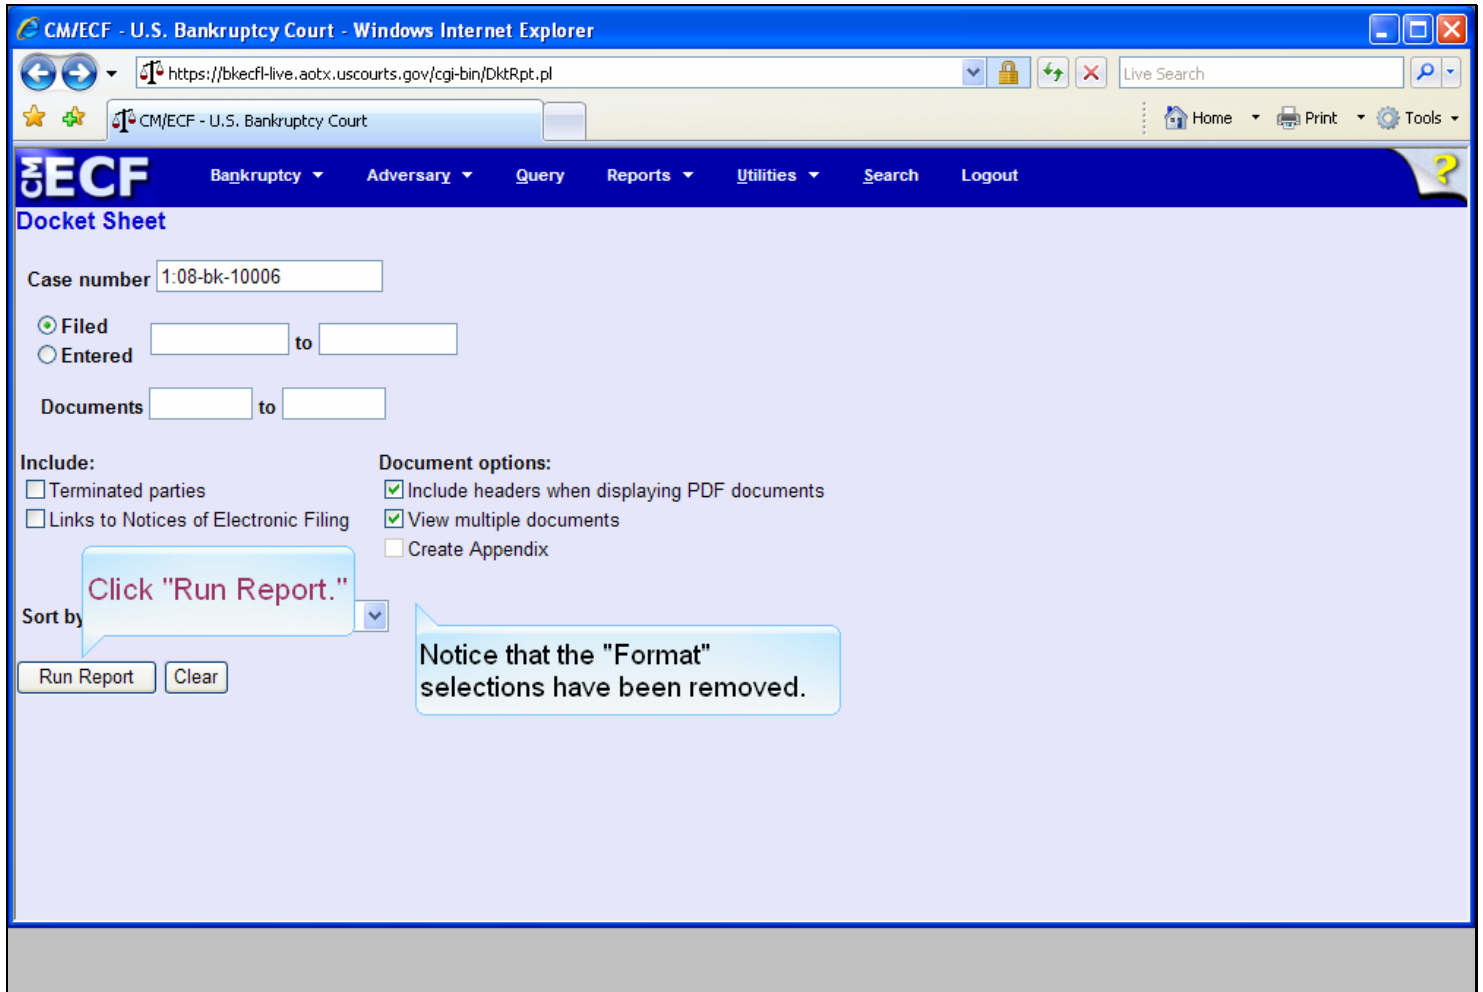 CM/ECF - U.S. Bankruptcy Court - Windows Internet Explorer
https://bkecfl-live.aotx.uscourts.gov/cgi-bin/DktRpt.pl
Live Search
CM/ECF - U.S. Bankruptcy Court
Home Print Tools
CM ECF Bankruptcy Adversary Query Reports Utilities Search Logout ?
Docket Sheet
Case number 1:08-bk-10006
Filed
Entered
to
Documents to
Include: Document options:
Terminated parties Include headers when displaying PDF documents
Links to Notices of Electronic Filing View multiple documents
Create Appendix
Click "Run Report."
Sort by
Notice that the "Format"
selections have been removed.
Run Report Clear